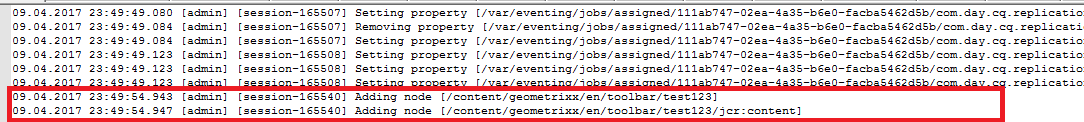 09.04.2017 23:49:49.080 [admin] [session-165507] Setting property [/var/eventing/jobs/assigned/111ab747-02ea-4a35-b6e0-facba5462d5b/com.day.cq.replicatio
09.04.2017 23:49:49.084 [admin] [session-165507] Removing property [/var/eventing/jobs/assigned/111ab747-02ea-4a35-b6e0-facba5462d5b/com.day.cq.replicati
09.04.2017 23:49:49.084 [admin] [session-165507] Setting property [/var/eventing/jobs/assigned/111ab747-02ea-4a35-b6e0-facba5462d5b/com.day.cq.replicatio
09.04.2017 23:49:49.123 [admin] [session-165508] Setting property [/var/eventing/jobs/assigned/111ab747-02ea-4a35-b6e0-facba5462d5b/com.day.cq.replicatio
09.04.2017 23:49:49.123 [admin] [session-165508] Setting property [/var/eventing/jobs/assigned/111ab747-02ea-4a35-b6e0-facba5462d5b/com.day.cq.replicatio
09.04.2017 23:49:49.123 [admin] [session-165508] Setting property [/var/eventing/jobs/assigned/111ab747-02ea-4a35-b6e0-facba5462d5b/com.day.cq.replicatio
09.04.2017 23:49:54.943 [admin] [session-165540] Adding node [/content/geometrixx/en/toolbar/test123]
09.04.2017 23:49:54.947 [admin] [session-165540] Adding node [/content/geometrixx/en/toolbar/test123/jcr:content]